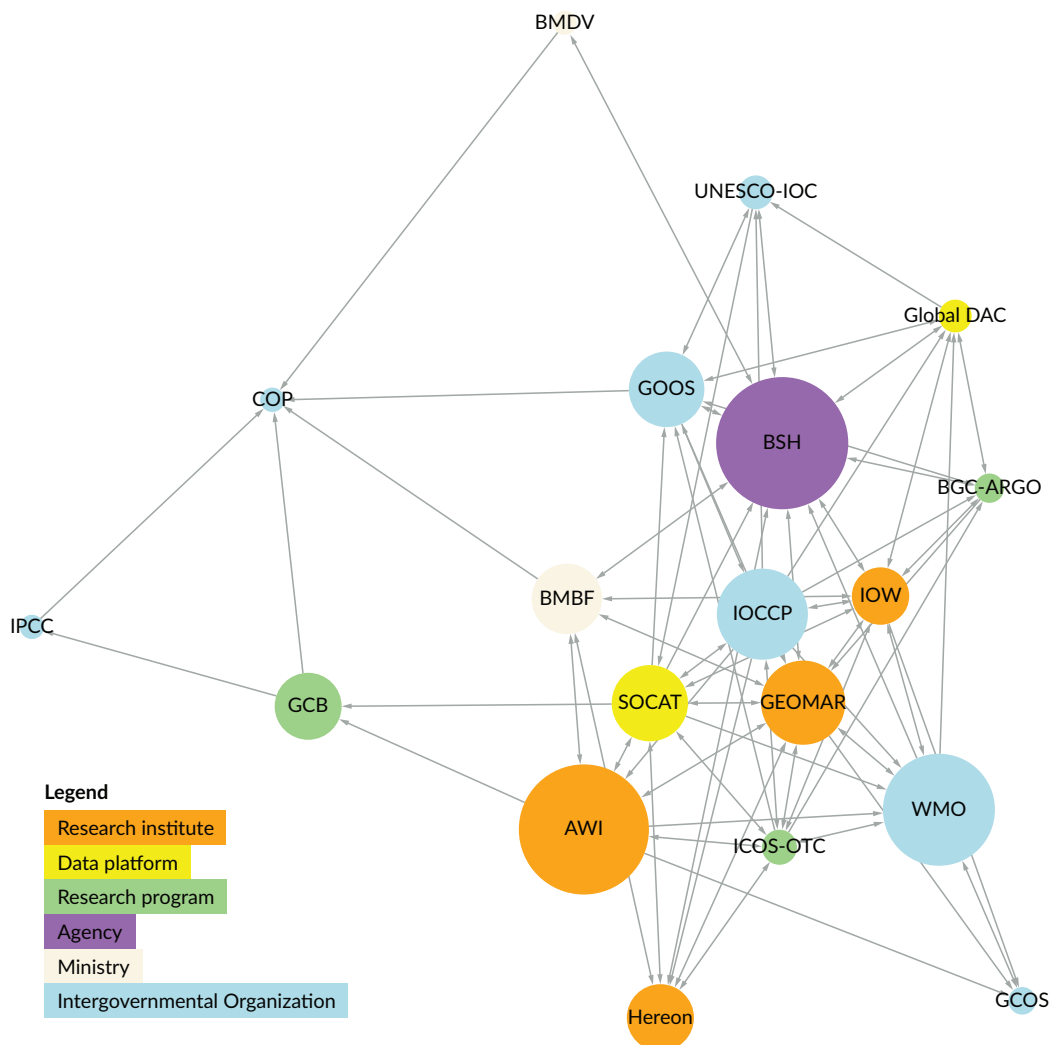 BMDV
UNESCO-IOC
Global DAC
GOOS
COP
BSH
BGC-ARGO
BMBF
IOCCP
IOW
IPCC
GCB
SOCAT
GEOMAR
WMO
AWI
ICOS-OTC
GCOS
Hereon
Legend
Research institute
Data platform
Research program
Agency
Ministry
Intergovernmental Organization